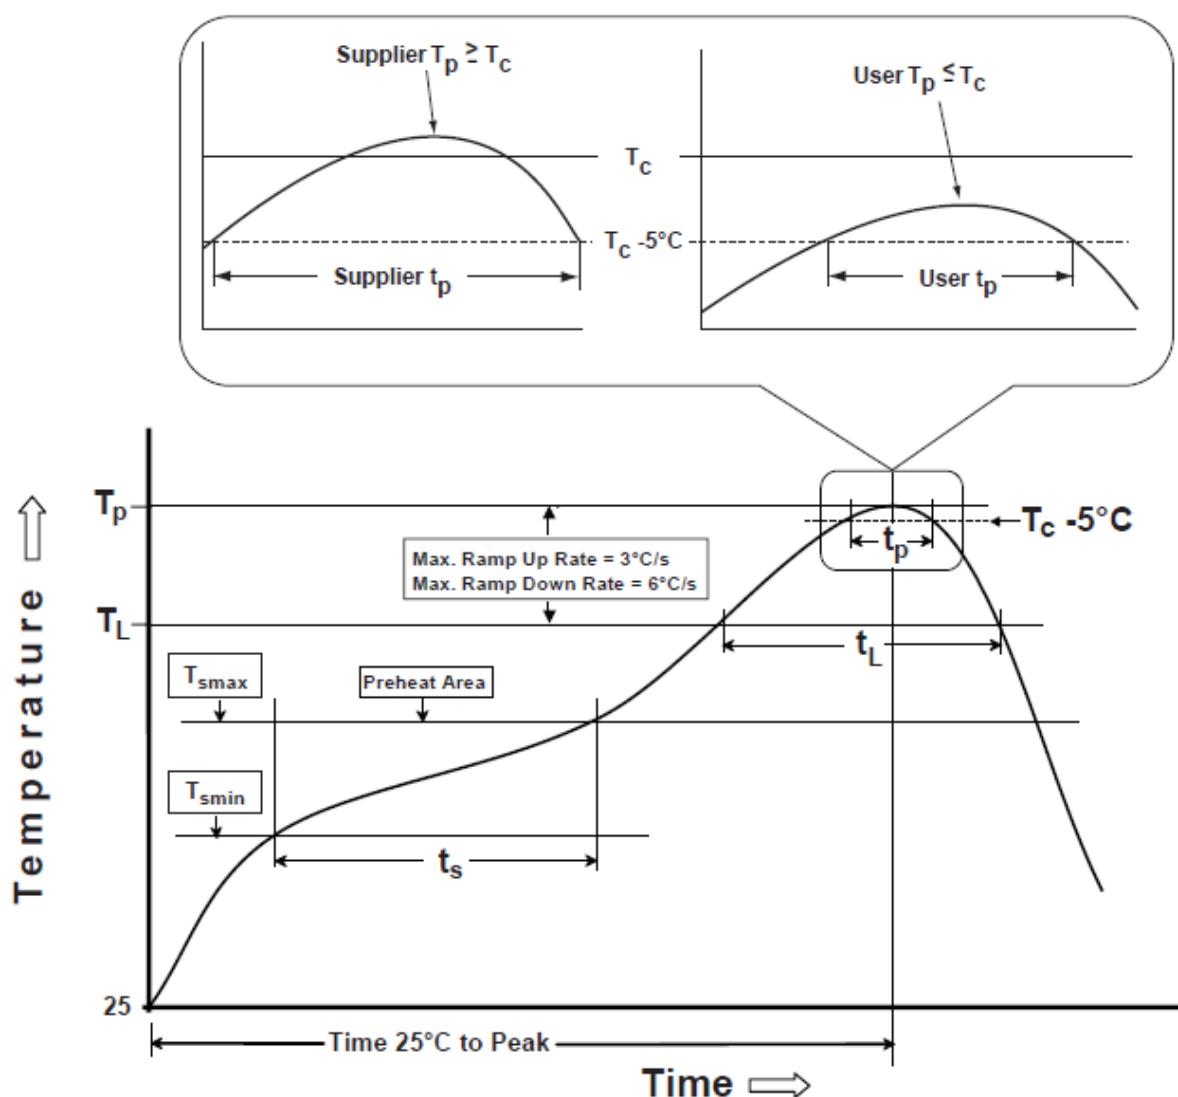 Supplier Tp ≥ Tc
User Tp ≤ Tc
Tc
Tc -5°C
Supplier tp
User tp
Tp
Tc -5°C
tp
Max. Ramp Up Rate = 3°C/s
Max. Ramp Down Rate = 6°C/s
TL
tL
Tsmax
Preheat Area
Tsmin
ts
Temperature
25
Time 25°C to Peak
Time